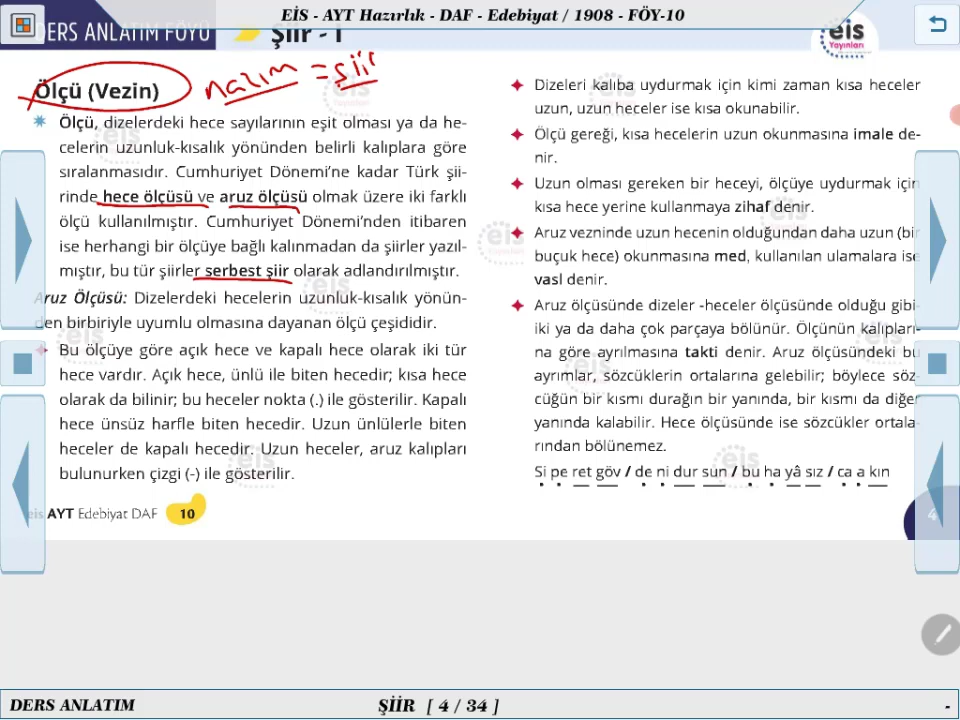 EİS - AYT Hazırlık - DAF - Edebiyat / 1908 - FÖY-10
DERS ANLATIM FÖYÜ
Şiir - I
eis
Yayınları
Ölçü (Vezin)
nazım = şiir
Ölçü, dizelerdeki hece sayılarının eşit olması ya da he-
celerin uzunluk-kısalık yönünden belirli kalıplara göre
sıralanmasıdır. Cumhuriyet Dönemi’ne kadar Türk şii-
rinde hece ölçüsü ve aruz ölçüsü olmak üzere iki farklı
ölçü kullanılmıştır. Cumhuriyet Dönemi’nden itibaren
ise herhangi bir ölçüye bağlı kalınmadan da şiirler yazıl-
mıştır, bu tür şiirler serbest şiir olarak adlandırılmıştır.
Aruz Ölçüsü: Dizelerdeki hecelerin uzunluk-kısalık yönün-
den birbiriyle uyumlu olmasına dayanan ölçü çeşididir.
Bu ölçüye göre açık hece ve kapalı hece olarak iki tür
hece vardır. Açık hece, ünlü ile biten hecedir; kısa hece
olarak da bilinir; bu heceler nokta (.) ile gösterilir. Kapalı
hece ünsüz harfle biten hecedir. Uzun ünlülerle biten
heceler de kapalı hecedir. Uzun heceler, aruz kalıpları
bulunurken çizgi (-) ile gösterilir.
eis AYT Edebiyat DAF 10
Dizeleri kalıba uydurmak için kimi zaman kısa heceler
uzun, uzun heceler ise kısa okunabilir.
Ölçü gereği, kısa hecelerin uzun okunmasına imale de-
nir.
Uzun olması gereken bir heceyi, ölçüye uydurmak için
kısa hece yerine kullanmaya zihaf denir.
Aruz vezninde uzun hecenin olduğundan daha uzun (bir
buçuk hece) okunmasına med, kullanılan ulamalara ise
vasl denir.
Aruz ölçüsünde dizeler -heceler ölçüsünde olduğu gibi-
iki ya da daha çok parçaya bölünür. Ölçünün kalıpları-
na göre ayrılmasına takti denir. Aruz ölçüsündeki bu
ayrımlar, sözcüklerin ortalarına gelebilir; böylece söz-
cüğün bir kısmı durağın bir yanında, bir kısmı da diğer
yanında kalabilir. Hece ölçüsünde ise sözcükler ortala-
rından bölünemez.
Si pe ret göv / de ni dur sun / bu ha yâ sız / ca a kın
. . — — . . — — . . — — . . —
4
DERS ANLATIM
ŞİİR [ 4 / 34 ]
-